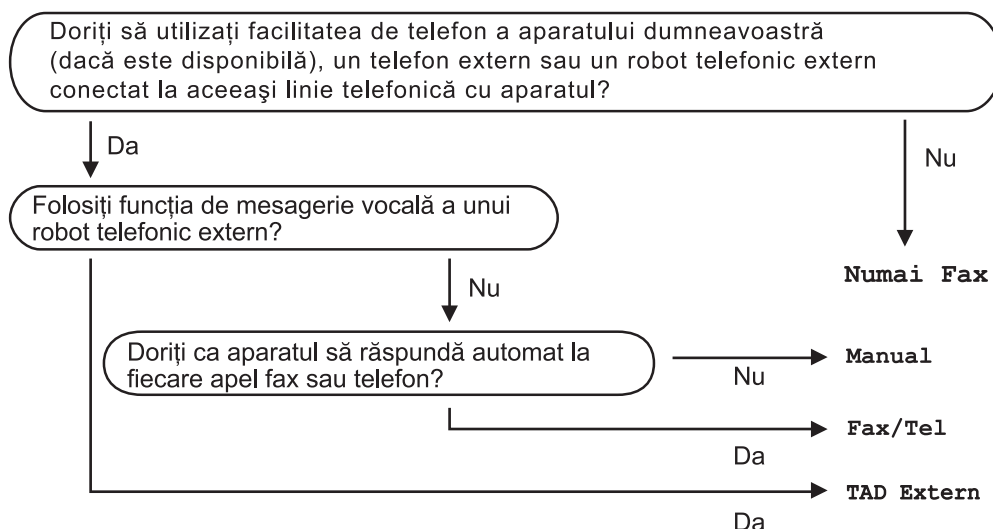 Doriți să utilizați facilitatea de telefon a aparatului dumneavoastră
(dacă este disponibilă), un telefon extern sau un robot telefonic extern
conectat la aceeaşi linie telefonică cu aparatul?
Da
Nu
Folosiți funcția de mesagerie vocală a unui
robot telefonic extern?
Numai Fax
Nu
Doriți ca aparatul să răspundă automat la
fiecare apel fax sau telefon?
Nu
Manual
Da
Fax/Tel
Da
TAD Extern